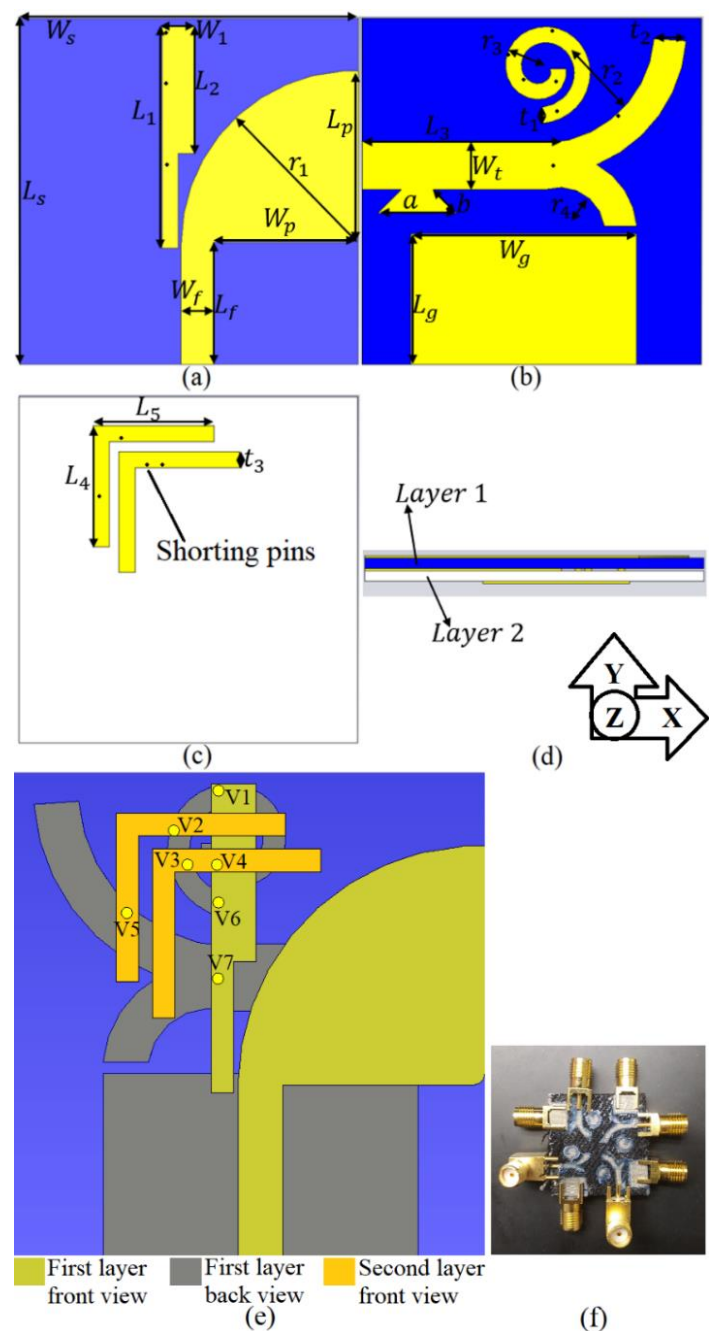 W_s
W_1
L_1
L_2
L_s
L_p
r_1
W_p
W_f
L_f
(a)
r_3
t_2
r_2
t_1
L_3
W_t
a
b
r_4
W_g
L_g
(b)
L_5
L_4
t_3
Shorting pins
(c)
Layer 1
Layer 2
Y
Z
X
(d)
V1
V2
V3
V4
V5
V6
V7
First layer
front view
First layer
back view
Second layer
front view
(e)
(f)